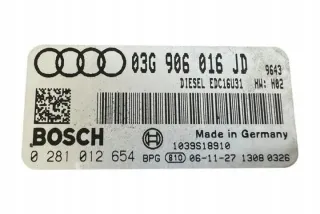 03G 906 016 JD 9643
DIESEL EDC16U31 HW: H02
BOSCH Made in Germany
1039S18910
0 281 012 654 BPG 810 06-11-27 1308 0326